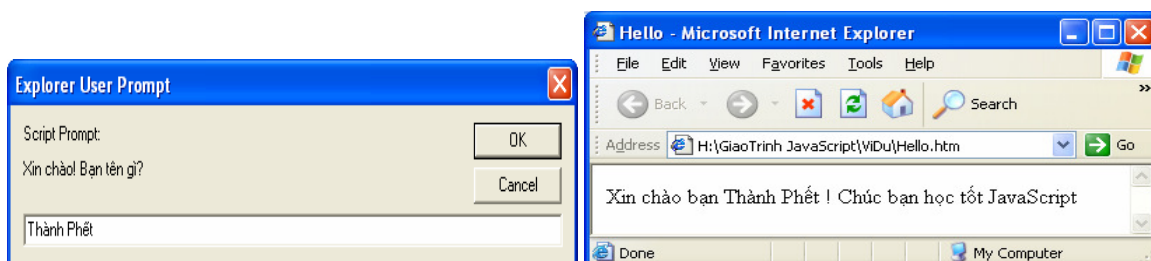 Explorer User Prompt
Script Prompt:
Xin chào! Bạn tên gì?
OK
Cancel
Thành Phết
Hello - Microsoft Internet Explorer
File Edit View Favorites Tools Help
Back Search
Address H:\GiaoTrinh JavaScript\ViDu\Hello.htm Go
Xin chào bạn Thành Phết ! Chúc bạn học tốt JavaScript
Done My Computer